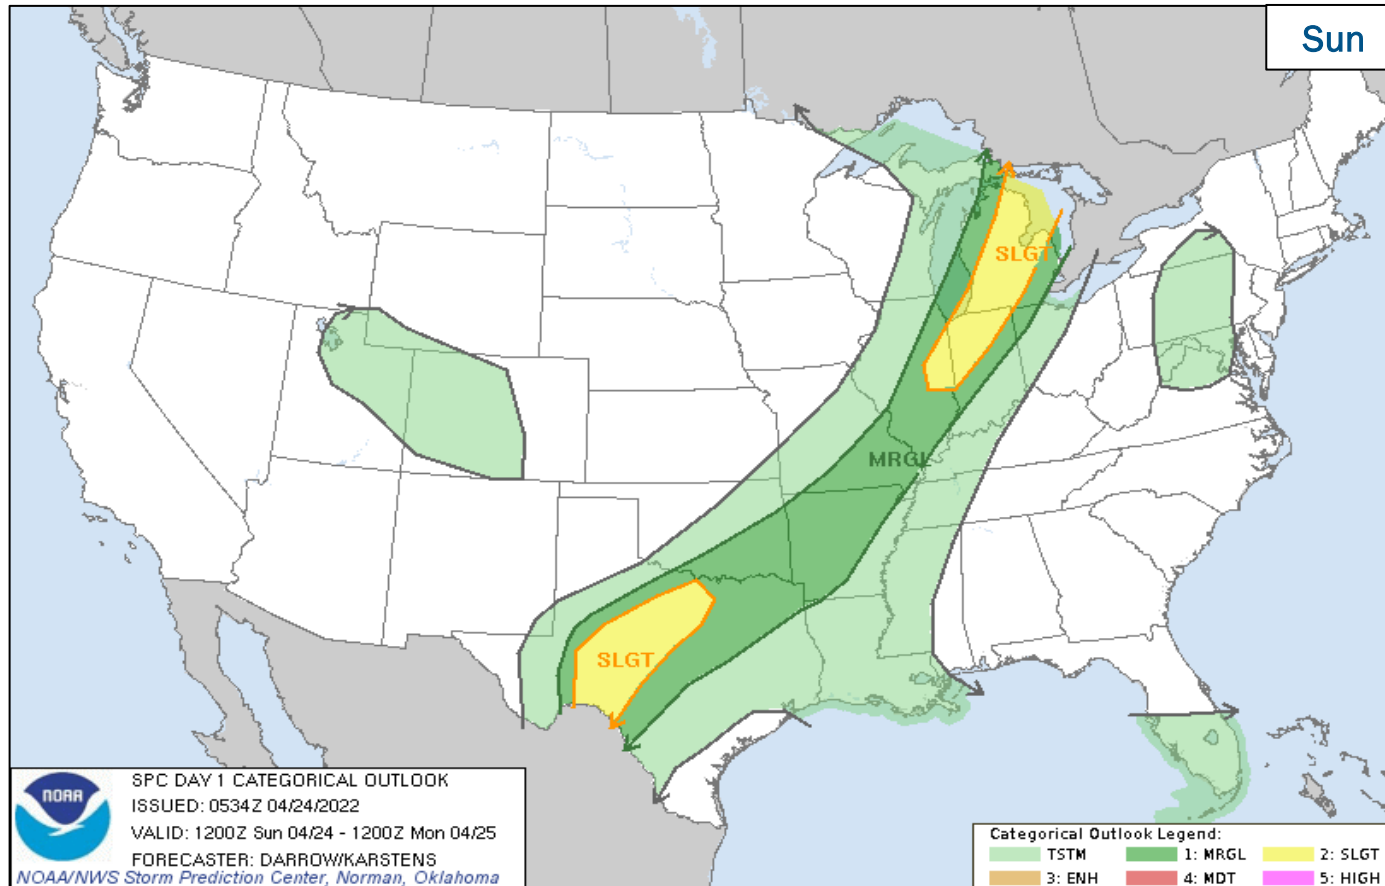 Sun
SLGT
MRGL
SLGT
NOAA
SPC DAY 1 CATEGORICAL OUTLOOK
ISSUED: 0534Z 04/24/2022
VALID: 1200Z Sun 04/24 - 1200Z Mon 04/25
FORECASTER: DARROW/KARSTENS
NOAA/NWS Storm Prediction Center, Norman, Oklahoma
Categorical Outlook Legend:
TSTM 1: MRGL 2: SLGT
3: ENH 4: MDT 5: HIGH